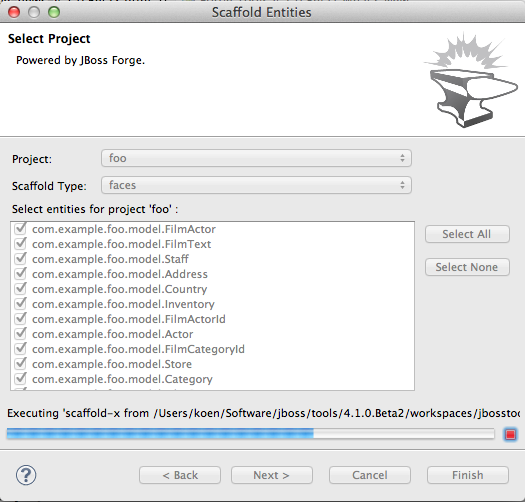 Scaffold Entities
Select Project
Powered by JBoss Forge.
Project:
foo
Scaffold Type:
faces
Select entities for project 'foo' :
com.example.foo.model.FilmActor
com.example.foo.model.FilmText
com.example.foo.model.Staff
com.example.foo.model.Address
com.example.foo.model.Country
com.example.foo.model.Inventory
com.example.foo.model.FilmActorId
com.example.foo.model.Actor
com.example.foo.model.FilmCategoryId
com.example.foo.model.Store
com.example.foo.model.Category
Select All
Select None
Executing 'scaffold-x from /Users/koen/Software/jboss/tools/4.1.0.Beta2/workspaces/jbosstoo
?
< Back
Next >
Cancel
Finish